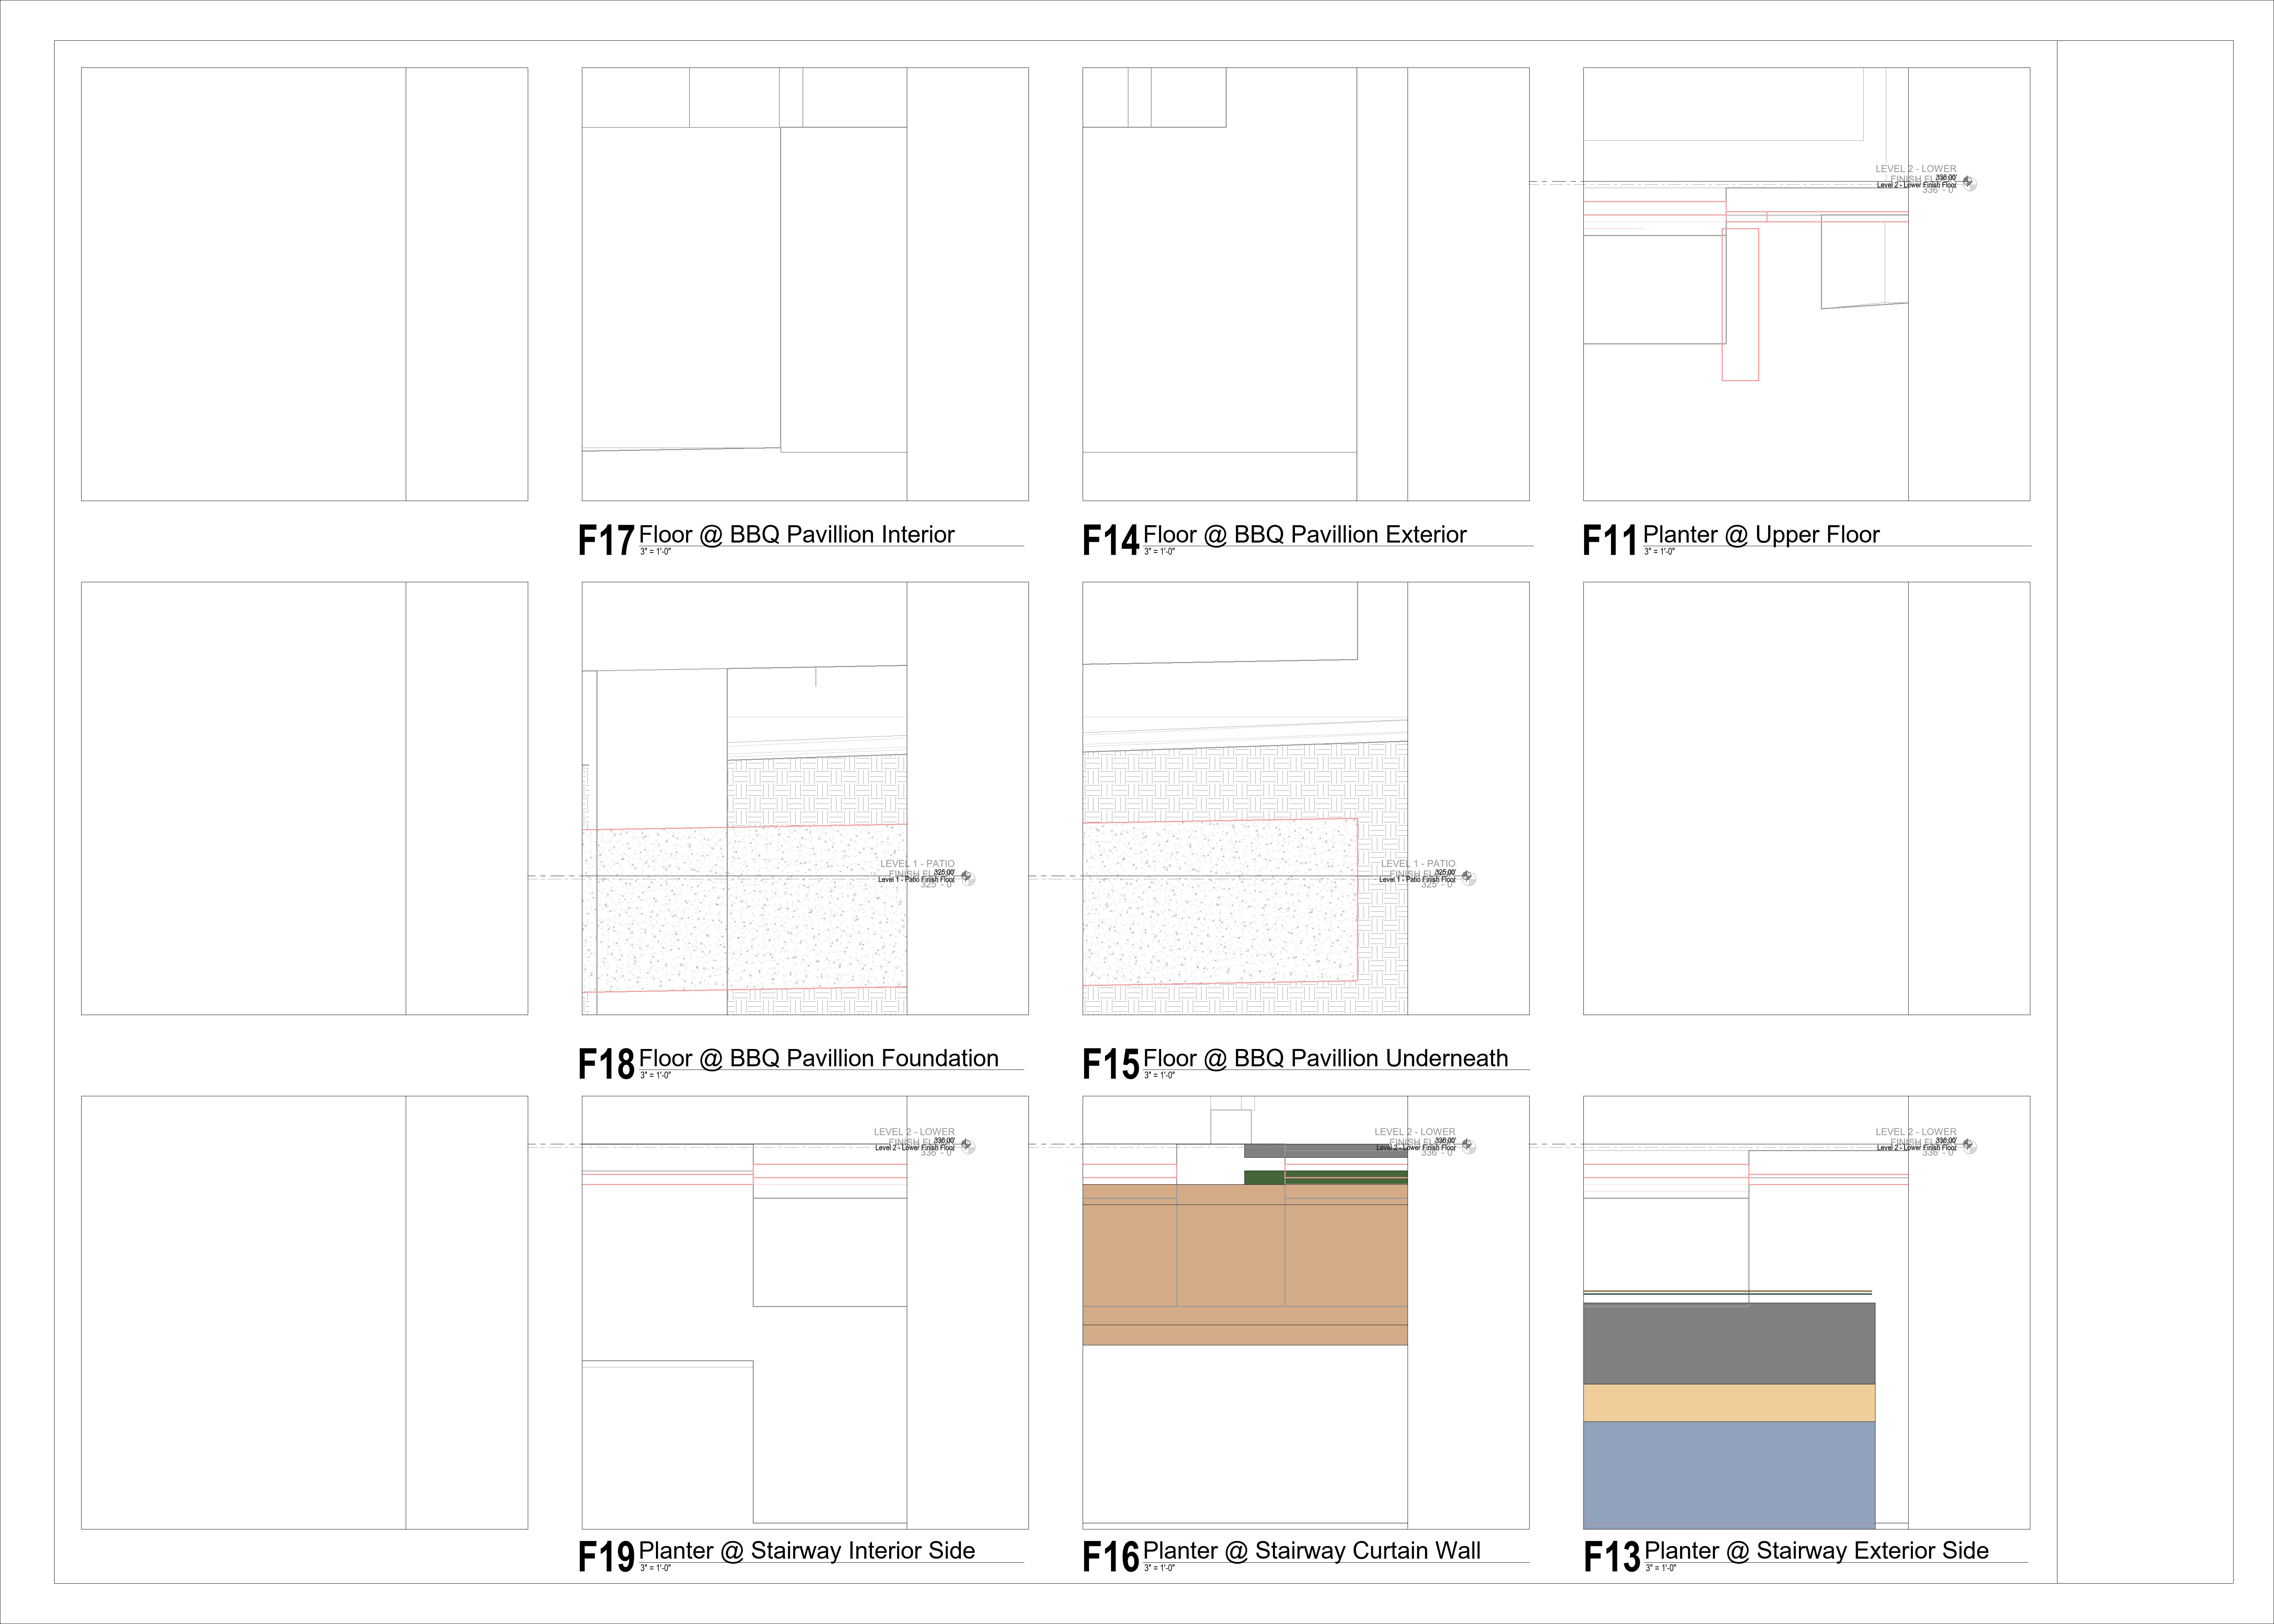 LEVEL 2 - LOWER
FINISH FL
336.00'
Level 2 - Lower Finish Floor
336' - 0"
F17 Floor @ BBQ Pavillion Interior
3" = 1'-0"
F14 Floor @ BBQ Pavillion Exterior
3" = 1'-0"
F11 Planter @ Upper Floor
3" = 1'-0"
LEVEL 1 - PATIO
FINISH FL
325.00'
Level 1 - Patio Finish Floor
325' - 0"
LEVEL 1 - PATIO
FINISH FL
325.00'
Level 1 - Patio Finish Floor
325' - 0"
F18 Floor @ BBQ Pavillion Foundation
3" = 1'-0"
F15 Floor @ BBQ Pavillion Underneath
3" = 1'-0"
LEVEL 2 - LOWER
FINISH FL
336.00'
Level 2 - Lower Finish Floor
336' - 0"
LEVEL 2 - LOWER
FINISH FL
336.00'
Level 2 - Lower Finish Floor
336' - 0"
LEVEL 2 - LOWER
FINISH FL
336.00'
Level 2 - Lower Finish Floor
336' - 0"
F19 Planter @ Stairway Interior Side
3" = 1'-0"
F16 Planter @ Stairway Curtain Wall
3" = 1'-0"
F13 Planter @ Stairway Exterior Side
3" = 1'-0"